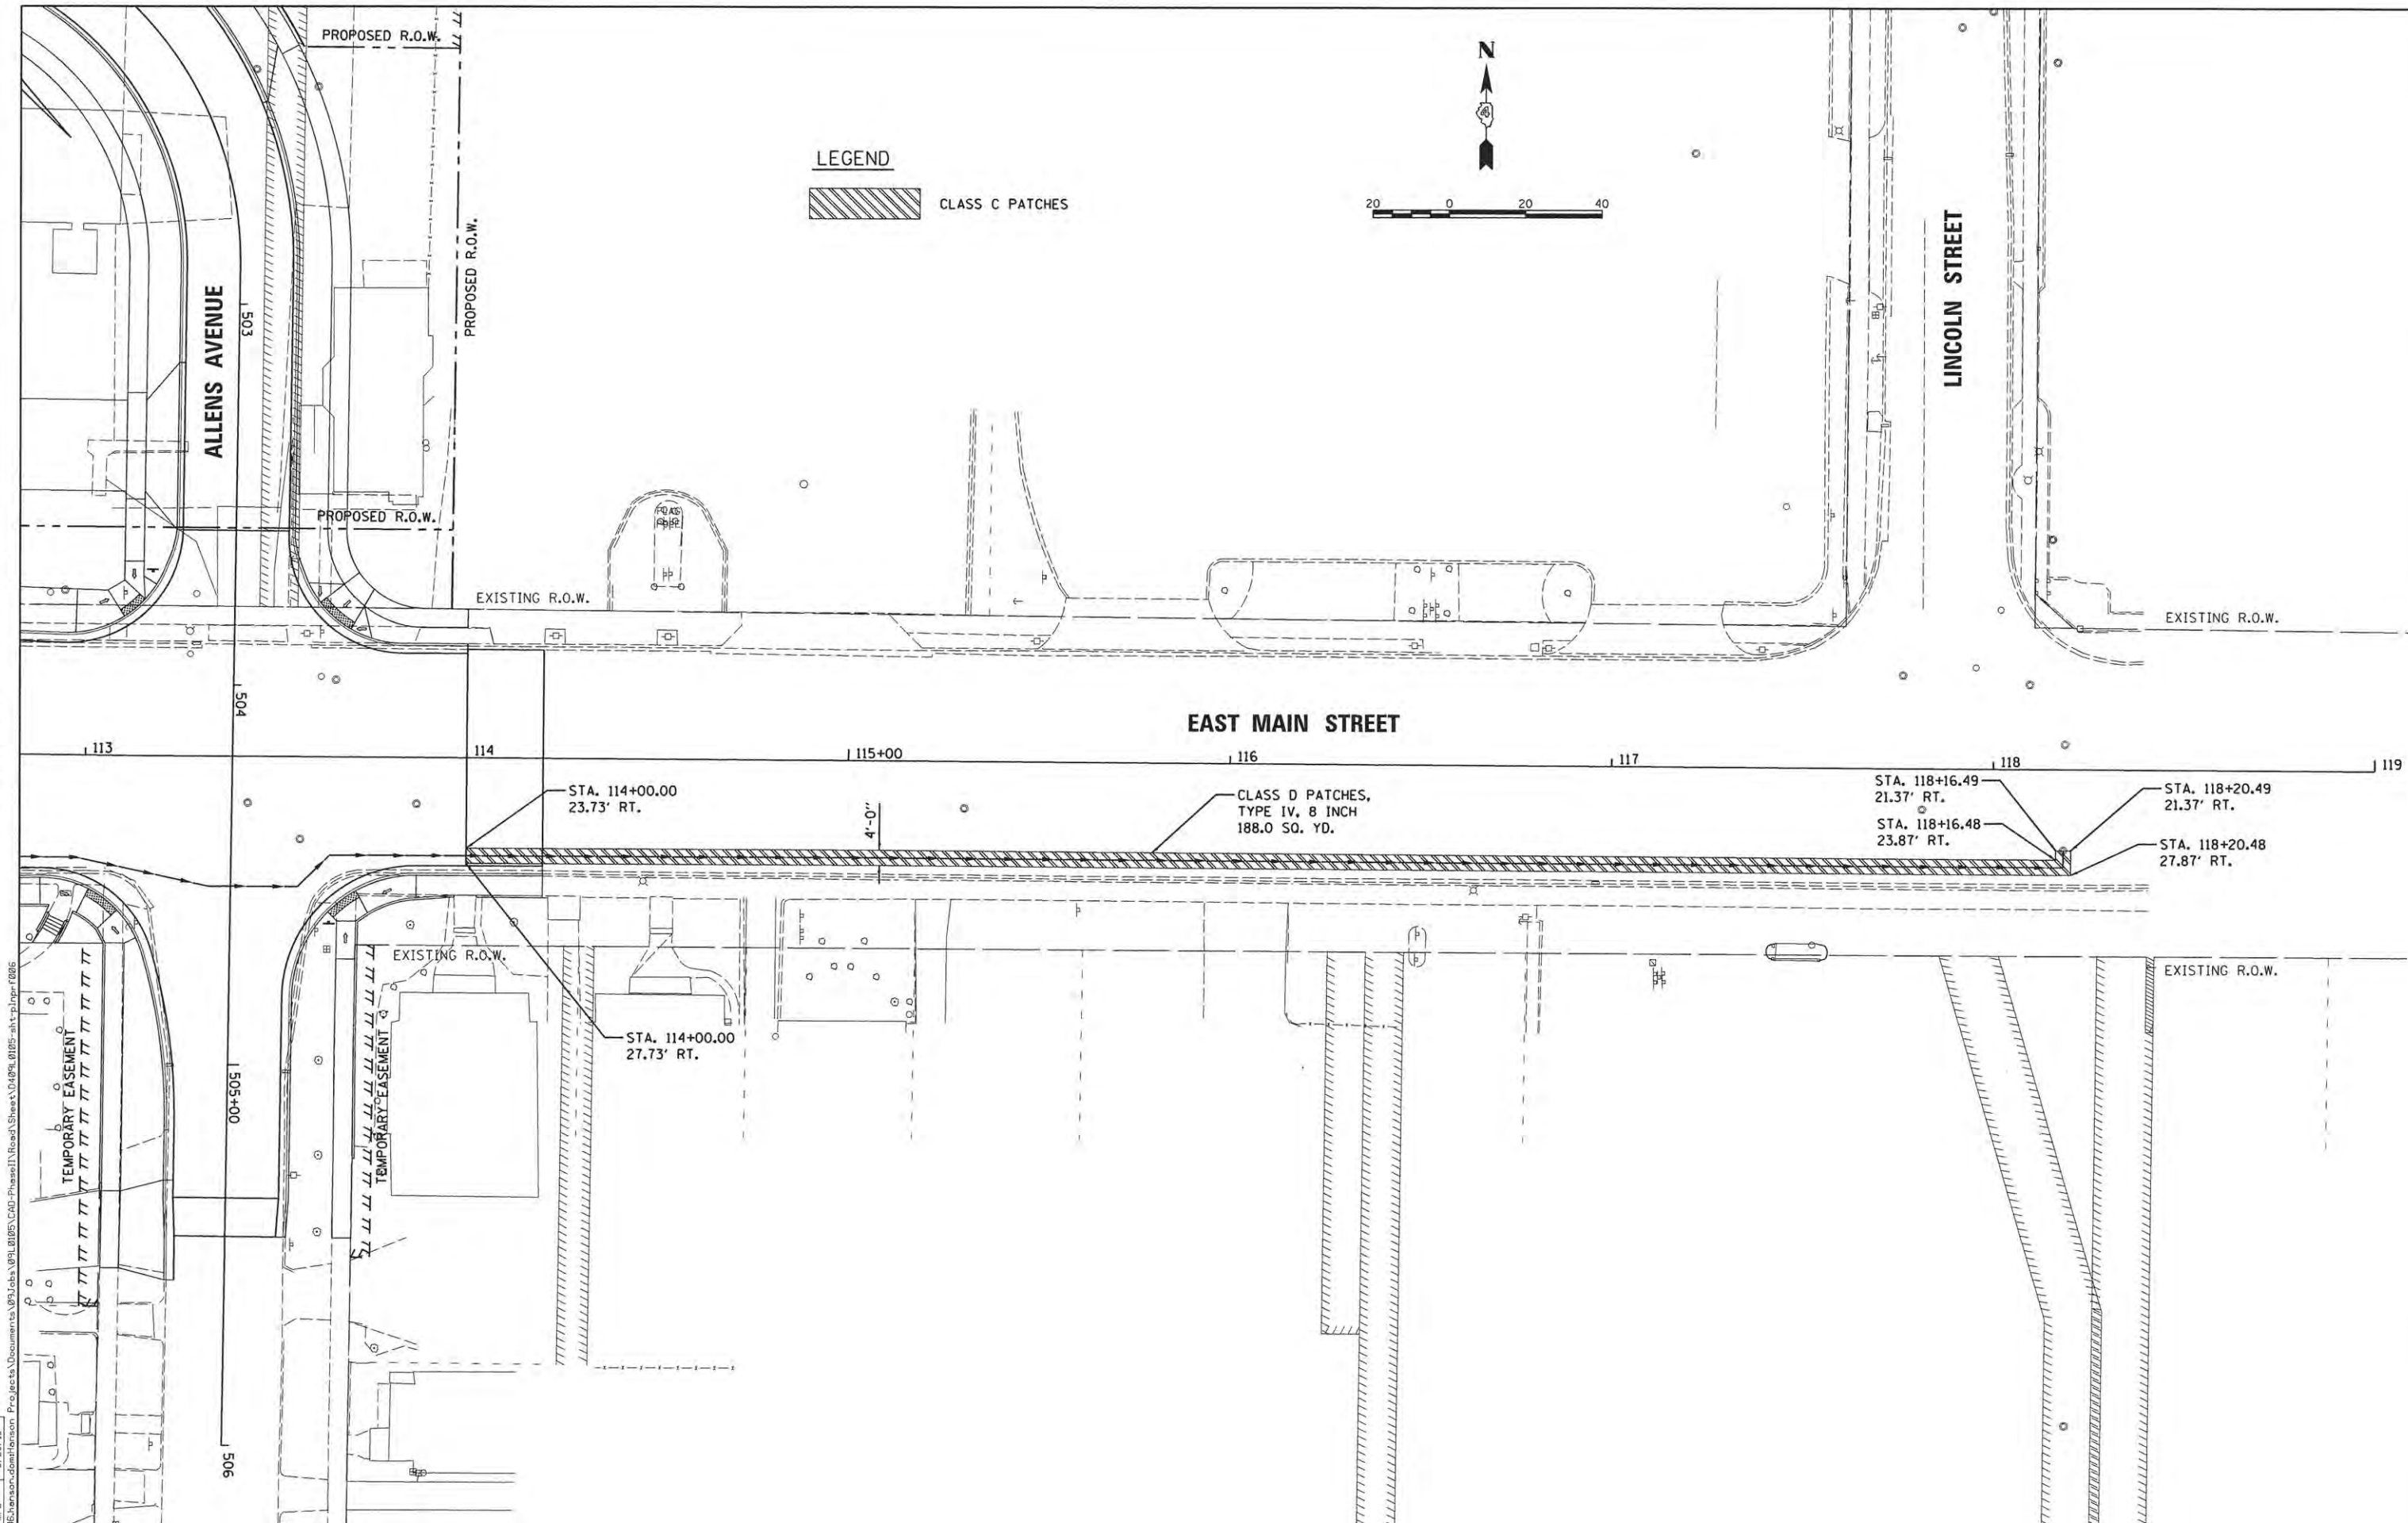 PROPOSED R.O.W.
N
LEGEND
CLASS C PATCHES
20 0 20 40
PROPOSED R.O.W.
ALLENS AVENUE
503
LINCOLN STREET
PROPOSED R.O.W.
EXISTING R.O.W.
EXISTING R.O.W.
504
EAST MAIN STREET
113
114
115+00
116
117
118
119
STA. 114+00.00
23.73' RT.
4'-0"
CLASS D PATCHES,
TYPE IV, 8 INCH
188.0 SQ. YD.
STA. 118+16.49
21.37' RT.
STA. 118+16.48
23.87' RT.
STA. 118+20.49
21.37' RT.
STA. 118+20.48
27.87' RT.
EXISTING R.O.W.
EXISTING R.O.W.
STA. 114+00.00
27.73' RT.
TEMPORARY EASEMENT
TEMPORARY EASEMENT
505+00
506